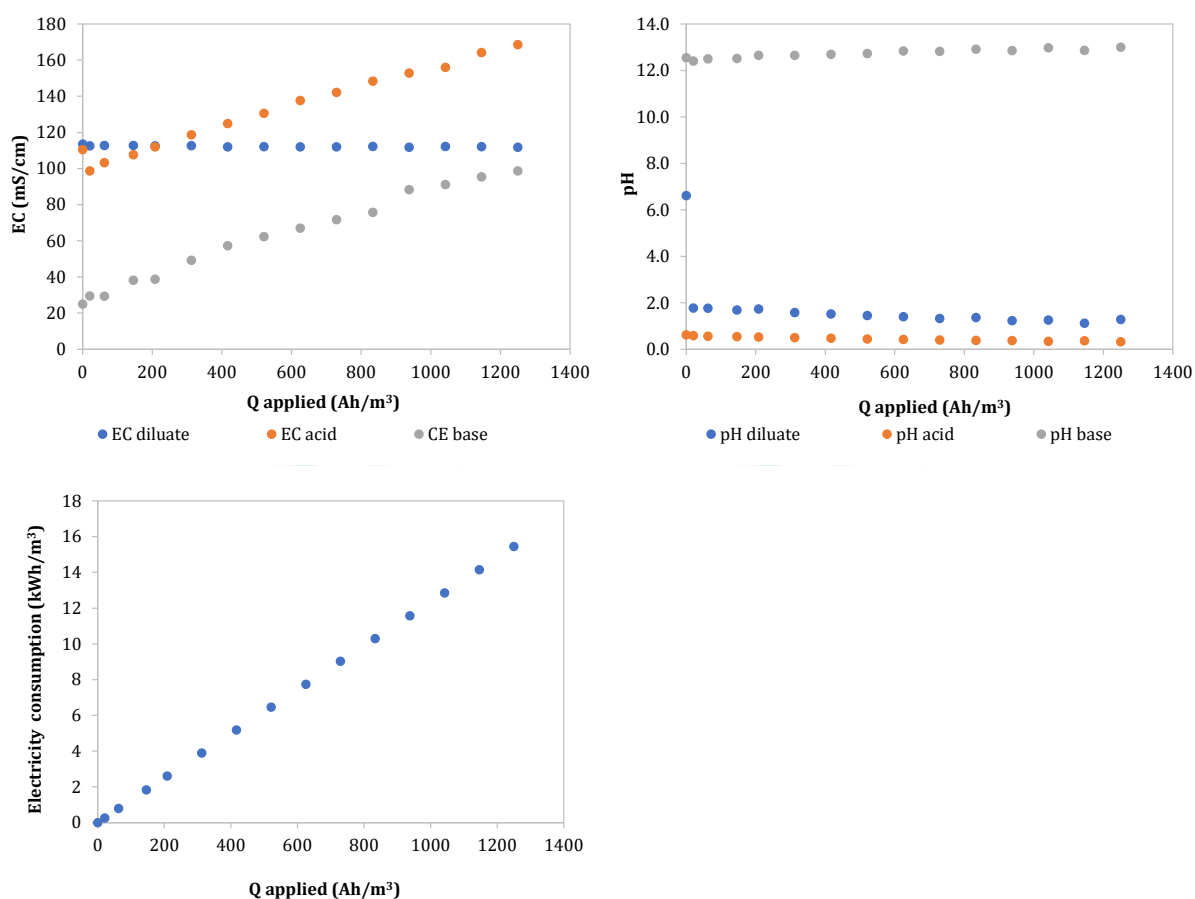 180
160
140
120
100
80
60
40
20
0
EC (mS/cm)
0 200 400 600 800 1000 1200 1400
Q applied (Ah/m³)
EC diluate EC acid CE base
14.0
12.0
10.0
8.0
6.0
4.0
2.0
0.0
pH
0 200 400 600 800 1000 1200 1400
Q applied (Ah/m³)
pH diluate pH acid pH base
18
16
14
12
10
8
6
4
2
0
Electricity consumption (kWh/m³)
0 200 400 600 800 1000 1200 1400
Q applied (Ah/m³)